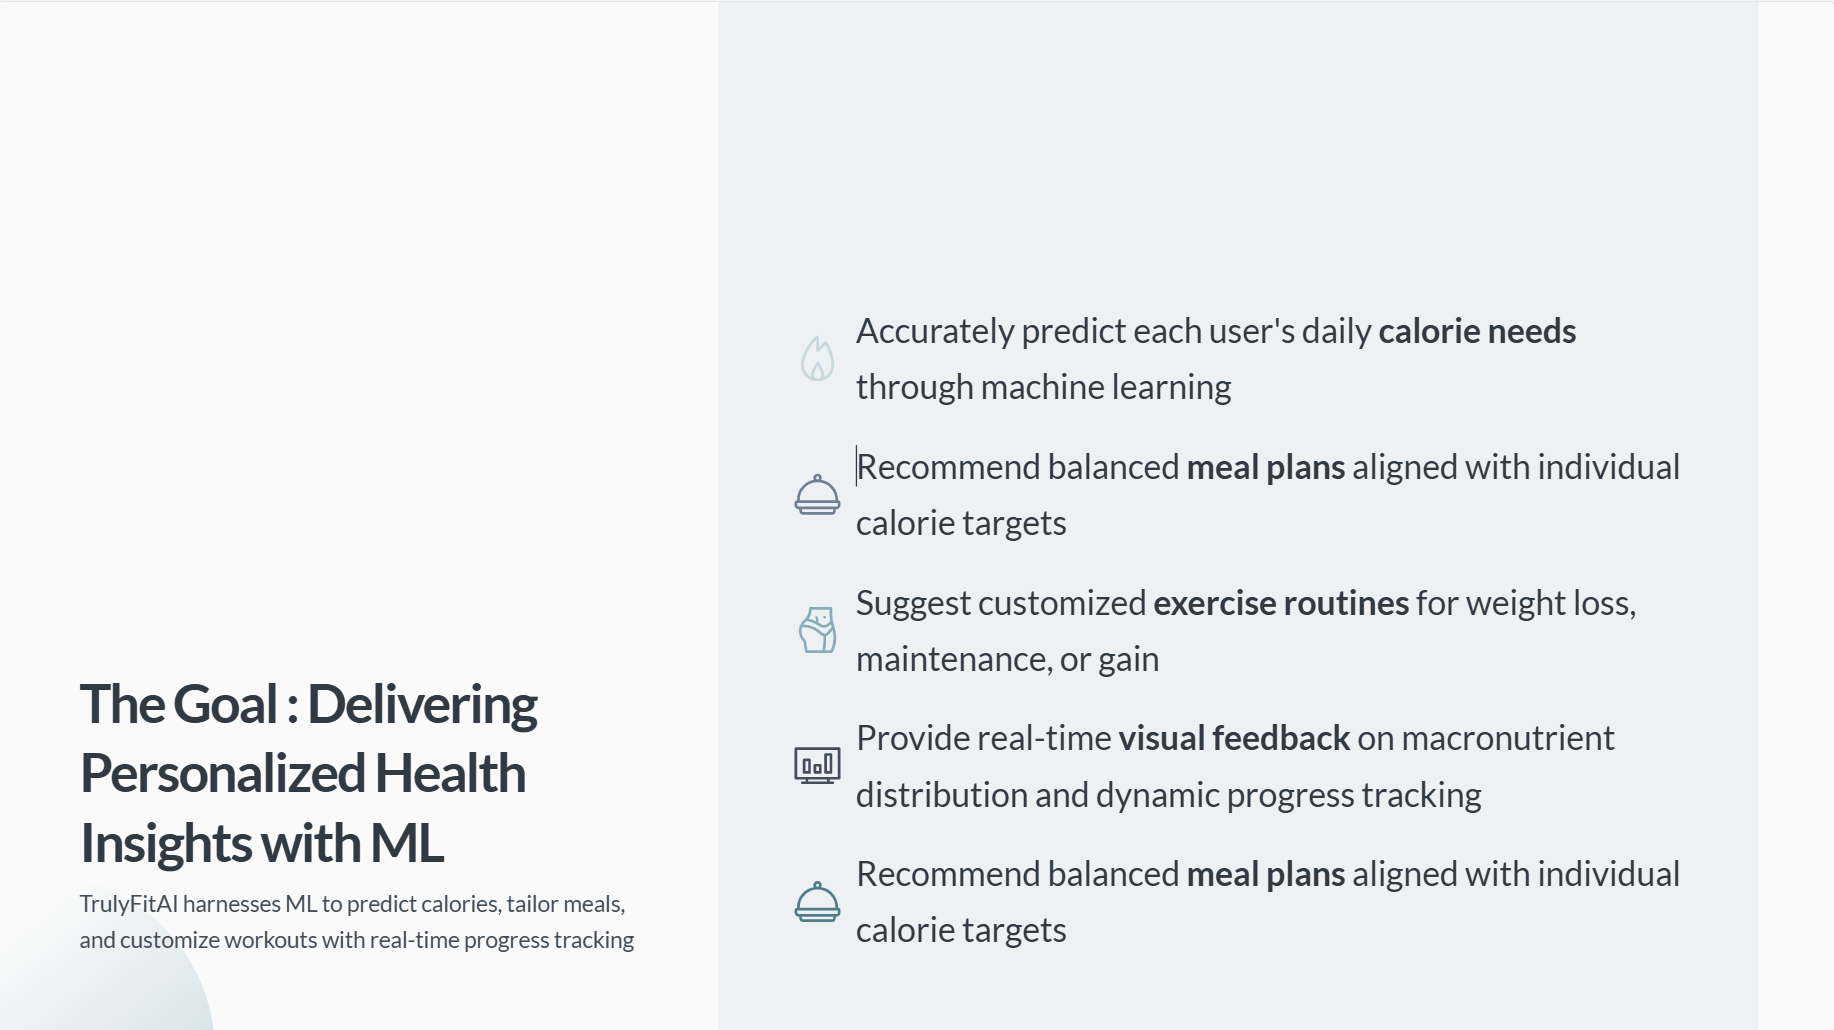 The Goal : Delivering
Personalized Health
Insights with ML
TrulyFitAI harnesses ML to predict calories, tailor meals,
and customize workouts with real-time progress tracking
Accurately predict each user's daily calorie needs
through machine learning
Recommend balanced meal plans aligned with individual
calorie targets
Suggest customized exercise routines for weight loss,
maintenance, or gain
Provide real-time visual feedback on macronutrient
distribution and dynamic progress tracking
Recommend balanced meal plans aligned with individual
calorie targets